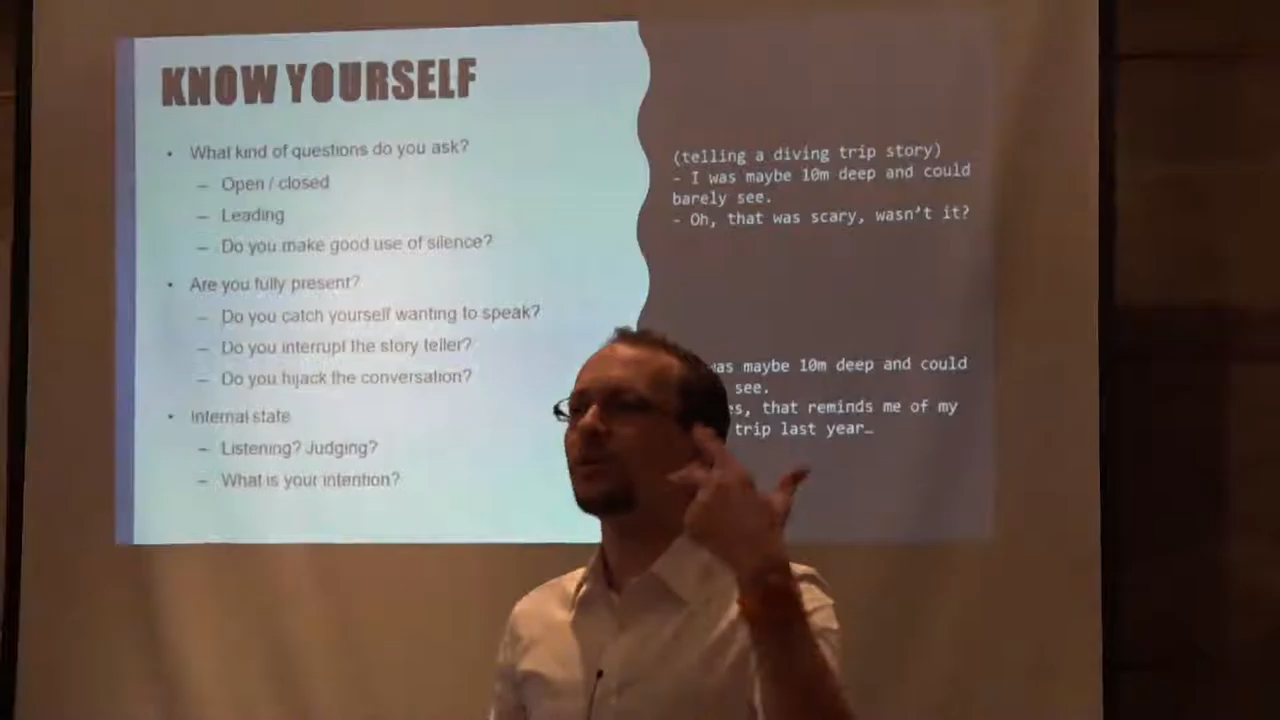 KNOW YOURSELF
• What kind of questions do you ask?
– Open / closed
– Leading
– Do you make good use of silence?
• Are you fully present?
– Do you catch yourself wanting to speak?
– Do you interrupt the story teller?
– Do you hijack the conversation?
• Internal state
– Listening? Judging?
– What is your intention?
(telling a diving trip story)
- I was maybe 10m deep and could
barely see.
- Oh, that was scary, wasn't it?
was maybe 10m deep and could
see.
that reminds me of my
trip last year…